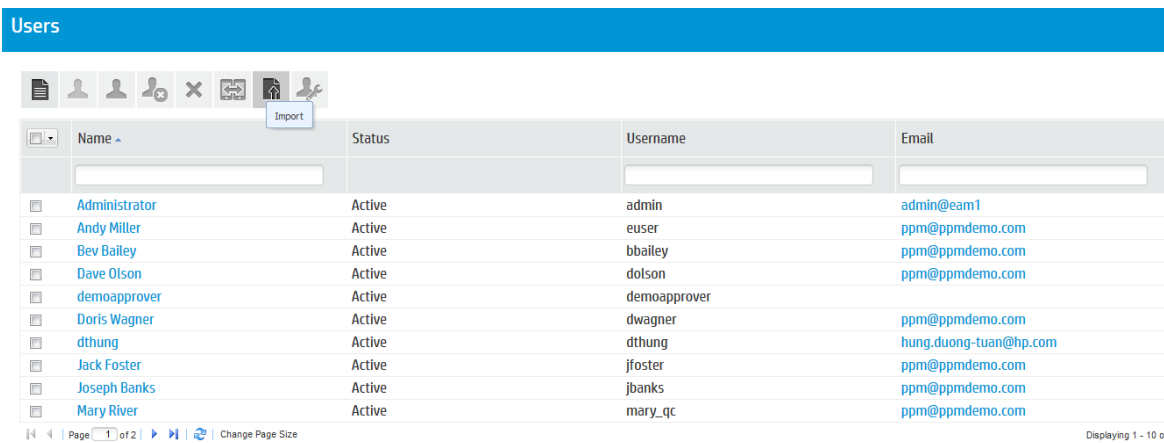 Users
Import
Name Status Username Email
Administrator Active admin admin@eam1
Andy Miller Active euser ppm@ppmdemo.com
Bev Bailey Active bbailey ppm@ppmdemo.com
Dave Olson Active dolson ppm@ppmdemo.com
demoapprover Active demoapprover
Doris Wagner Active dwagner ppm@ppmdemo.com
dthung Active dthung hung.duong-tuan@hp.com
Jack Foster Active jfoster ppm@ppmdemo.com
Joseph Banks Active jbanks ppm@ppmdemo.com
Mary River Active mary_qc ppm@ppmdemo.com
Page 1 of 2 Change Page Size Displaying 1 - 10 o